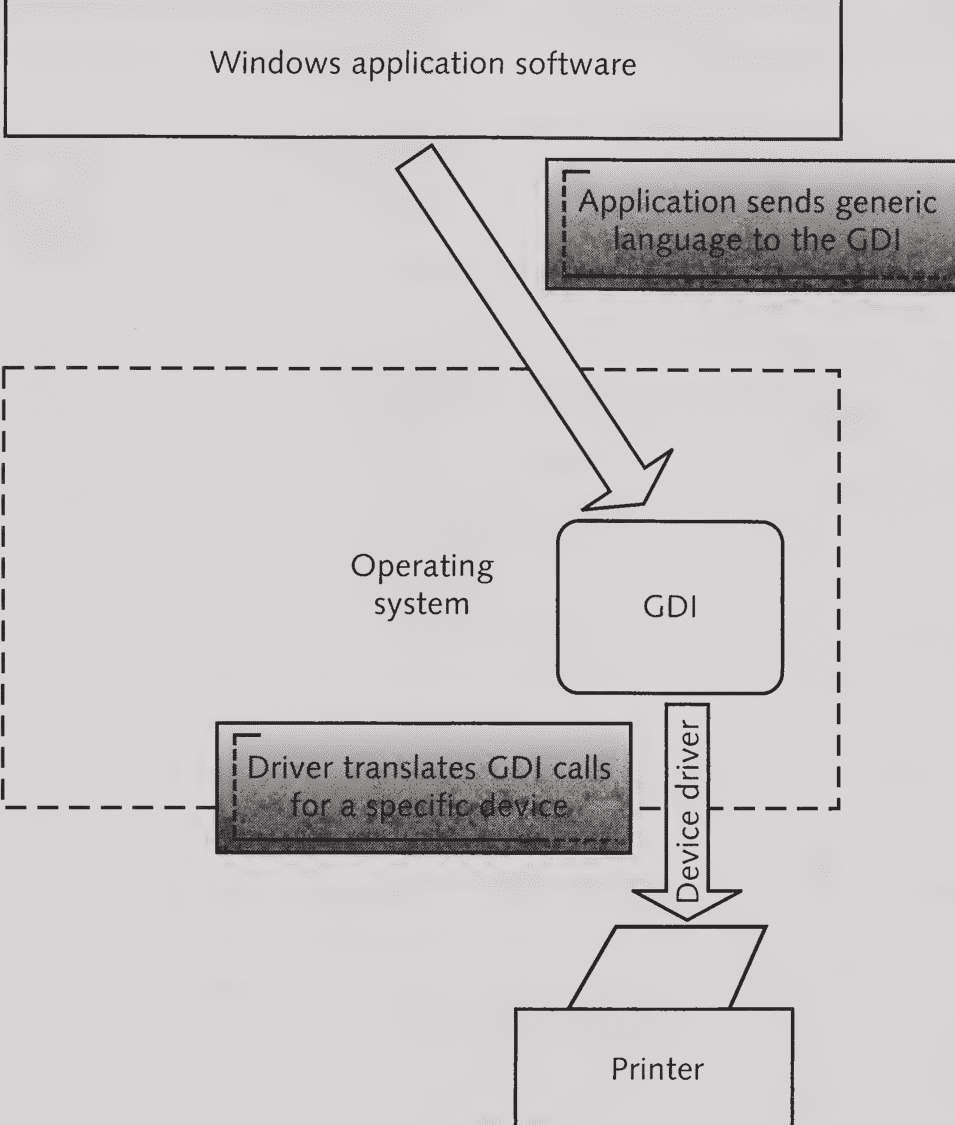 Windows application software
Application sends generic
language to the GDI
Operating
system
GDI
Driver translates GDI calls
for a specific device
Device driver
Printer